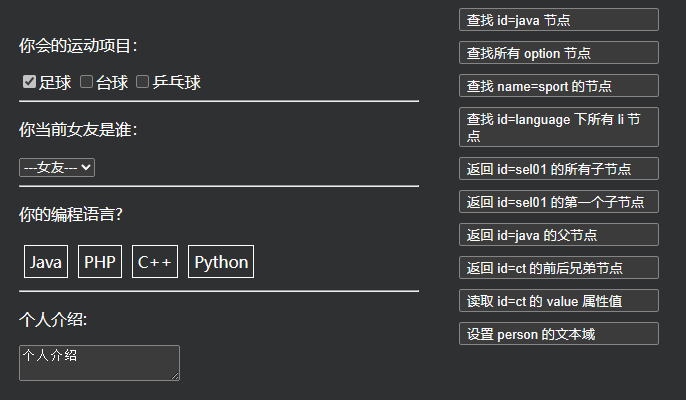 你会的运动项目：
足球 台球 乒乓球
你当前女友是谁：
---女友---
你的编程语言?
Java PHP C++ Python
个人介绍:
个人介绍
查找 id=java 节点
查找所有 option 节点
查找 name=sport 的节点
查找 id=language 下所有 li 节
点
返回 id=sel01 的所有子节点
返回 id=sel01 的第一个子节点
返回 id=java 的父节点
返回 id=ct 的前后兄弟节点
读取 id=ct 的 value 属性值
设置 person 的文本域